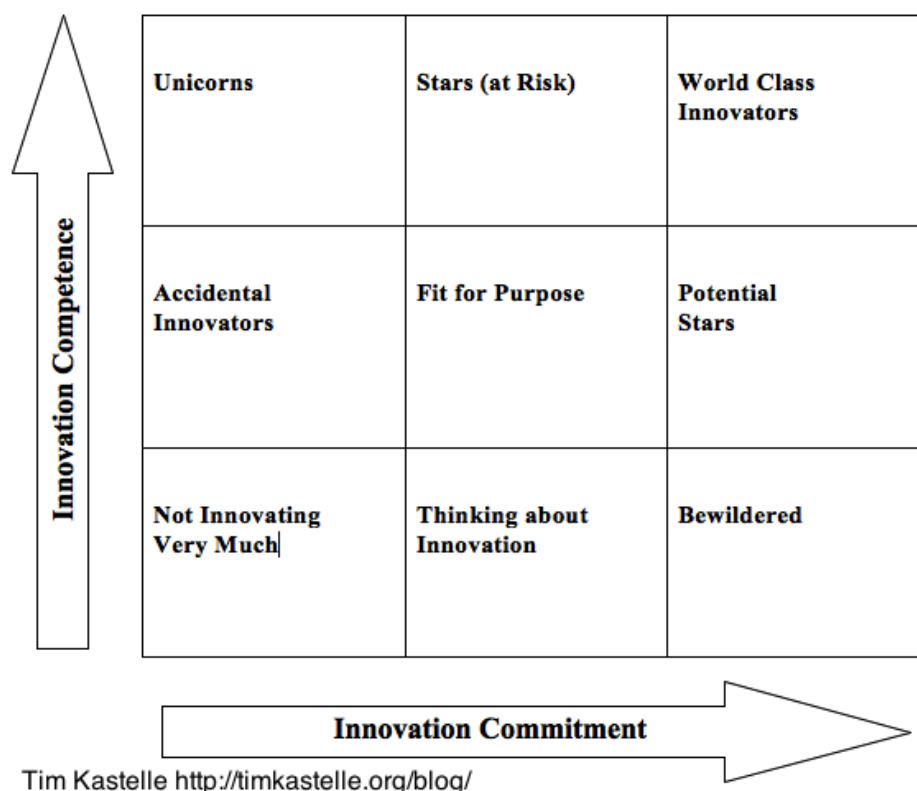 Unicorns
Stars (at Risk)
World Class
Innovators
Accidental
Innovators
Fit for Purpose
Potential
Stars
Not Innovating
Very Much
Thinking about
Innovation
Bewildered
Innovation Competence
Innovation Commitment
Tim Kastelle http://timkastelle.org/blog/